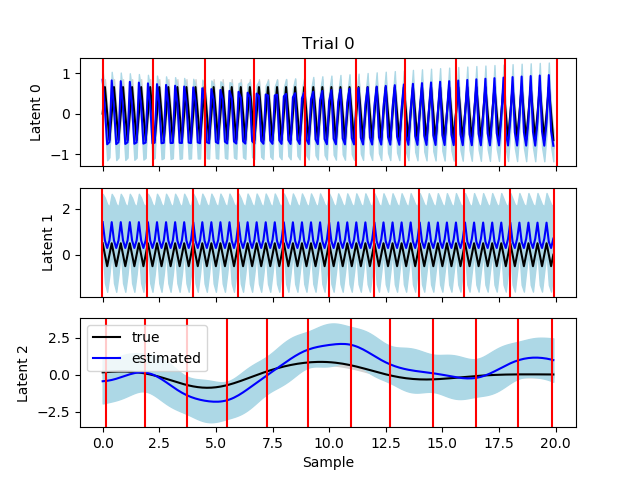 Trial 0
Latent 0
1
0
−1
Latent 1
2
0
Latent 2
2.5
0.0
−2.5
true
estimated
0.0 2.5 5.0 7.5 10.0 12.5 15.0 17.5 20.0
Sample